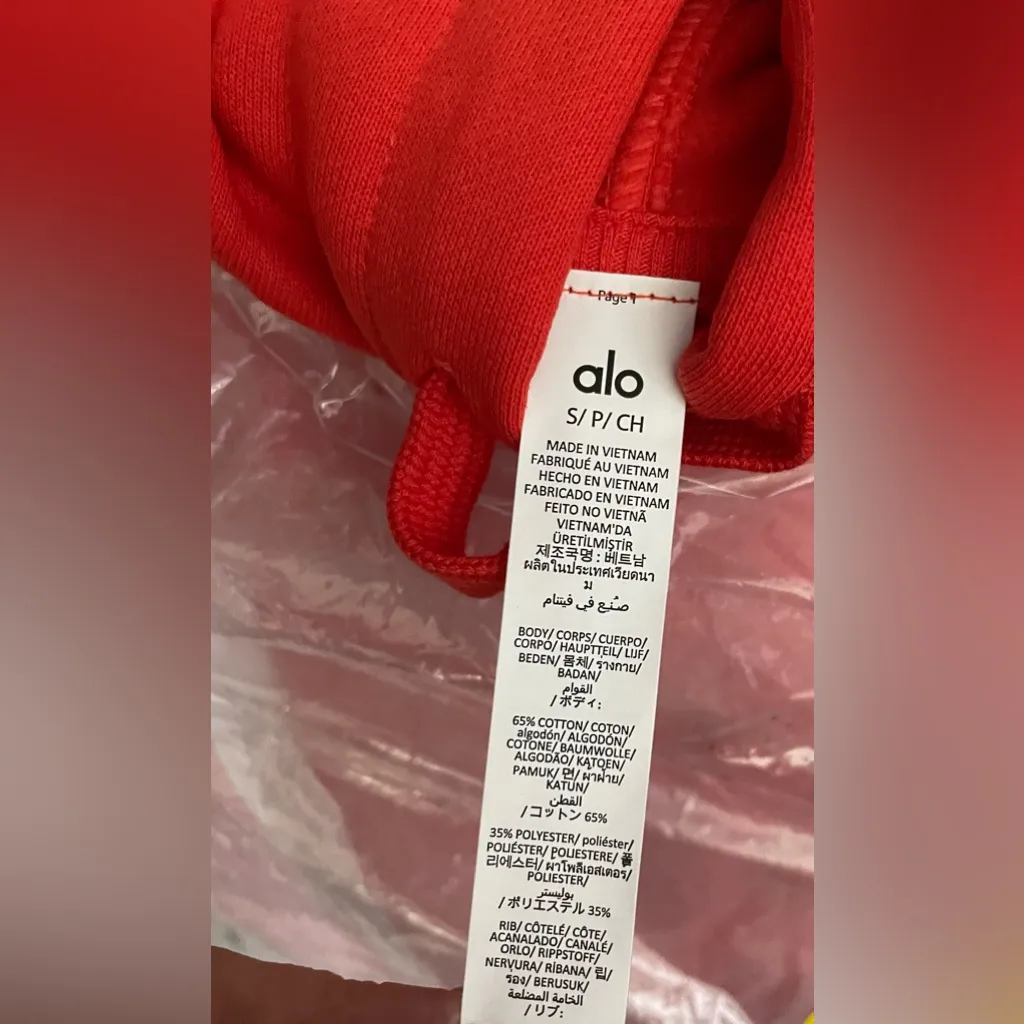 Page 1
alo
S/ P/ CH
MADE IN VIETNAM
FABRIQUÉ AU VIETNAM
HECHO EN VIETNAM
FABRICADO EN VIETNAM
FEITO NO VIETNÃ
VIETNAM'DA
ÜRETİLMİŞTİR
제조국명 : 베트남
ผลิตในประเทศเวียดนา
ม
صُنِع في فيتنام
BODY/ CORPS/ CUERPO/
CORPO/ HAUPTTEIL/ LIJF/
BEDEN/ 몸체/ ร่างกาย/
BADAN/
القوام
/ ボディ:
65% COTTON/ COTON/
algodón/ ALGODÓN/
COTONE/ BAUMWOLLE/
ALGODÃO/ KATOEN/
PAMUK/ 면/ ผ้าฝ้าย/
KATUN/
القطن
/ コットン 65%
35% POLYESTER/ poliéster/
POLIÉSTER/ POLIESTERE/ 폴
리에스터/ ผ้าโพลีเอสเตอร์/
POLIESTER/
بوليستر
/ ポリエステル 35%
RIB/ CÔTELÉ/ CÔTE/
ACANALADO/ CANALÉ/
ORLO/ RIPPSTOFF/
NERVURA/ RİBANA/ 립/
รอง/ BERUSUK/
الخامة المضلعة
/ リブ: